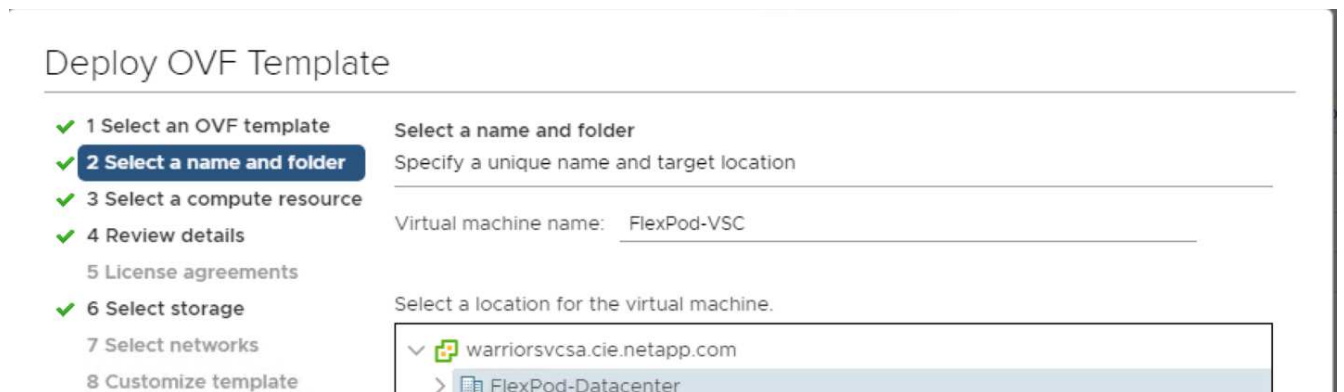 Deploy OVF Template
1 Select an OVF template
2 Select a name and folder
3 Select a compute resource
4 Review details
5 License agreements
6 Select storage
7 Select networks
8 Customize template
Select a name and folder
Specify a unique name and target location
Virtual machine name: FlexPod-VSC
Select a location for the virtual machine.
warriorsvcsa.cie.netapp.com
FlexPod-Datacenter